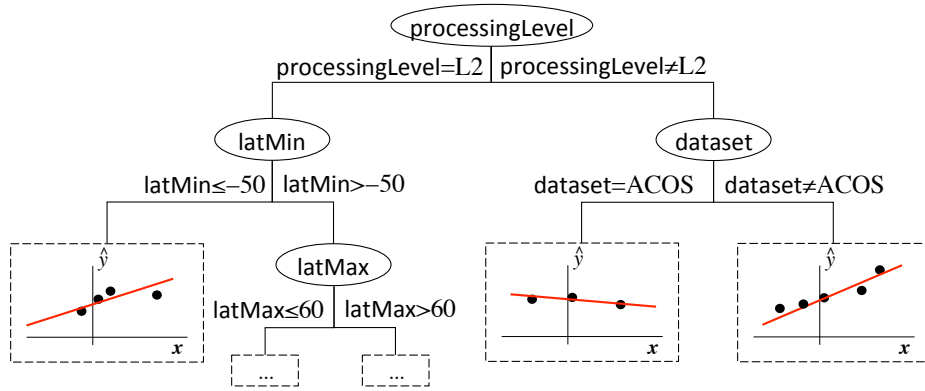 processingLevel
processingLevel=L2 processingLevel≠L2
latMin dataset
latMin≤−50 latMin>−50 dataset=ACOS dataset≠ACOS
ŷ latMax ŷ ŷ
latMax≤60 latMax>60
x x x
... ...